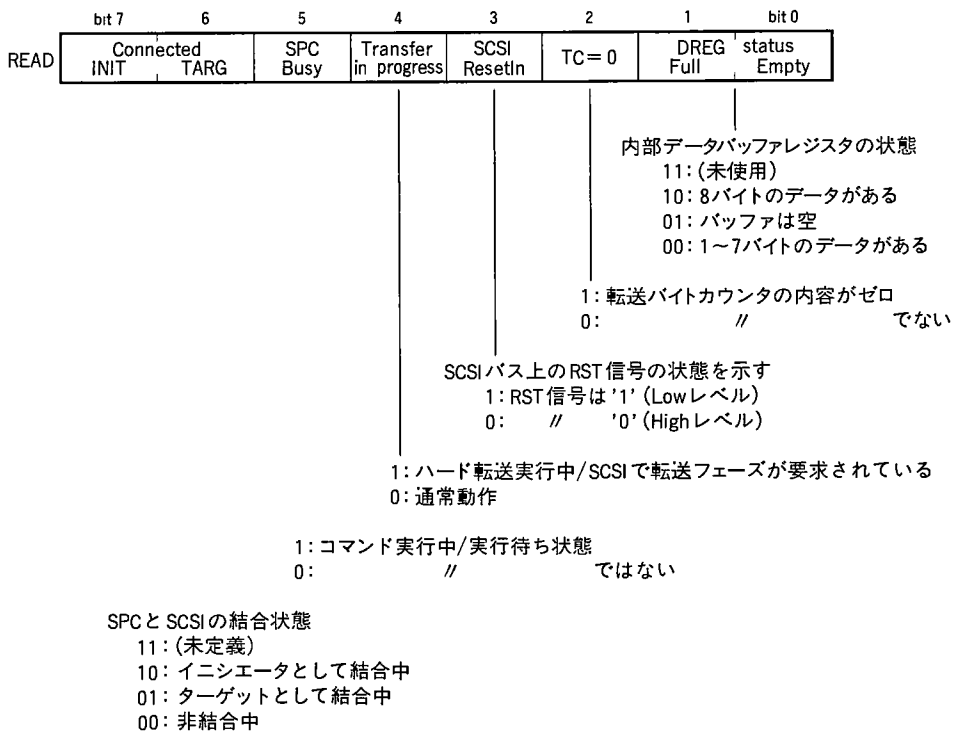 bit 7 6 5 4 3 2 1 bit 0
READ Connected INIT TARG SPC Busy Transfer in progress SCSI ResetIn TC=0 DREG status Full Empty
内部データバッファレジスタの状態
11:(未使用)
10:8バイトのデータがある
01:バッファは空
00:1〜7バイトのデータがある
1:転送バイトカウンタの内容がゼロ
0: 〃 でない
SCSIバス上のRST信号の状態を示す
1:RST信号は'1'(Lowレベル)
0: 〃 '0'(Highレベル)
1:ハード転送実行中/SCSIで転送フェーズが要求されている
0:通常動作
1:コマンド実行中/実行待ち状態
0: 〃 ではない
SPCとSCSIの結合状態
11:(未定義)
10:イニシエータとして結合中
01:ターゲットとして結合中
00:非結合中